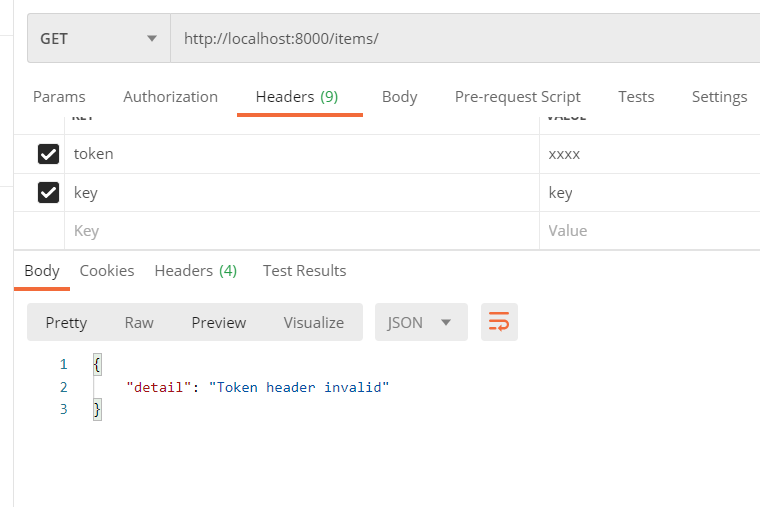 GET http://localhost:8000/items/
Params Authorization Headers (9) Body Pre-request Script Tests Settings
KEY VALUE
token xxxx
key key
Key Value
Body Cookies Headers (4) Test Results
Pretty Raw Preview Visualize JSON
1 {
2 "detail": "Token header invalid"
3 }